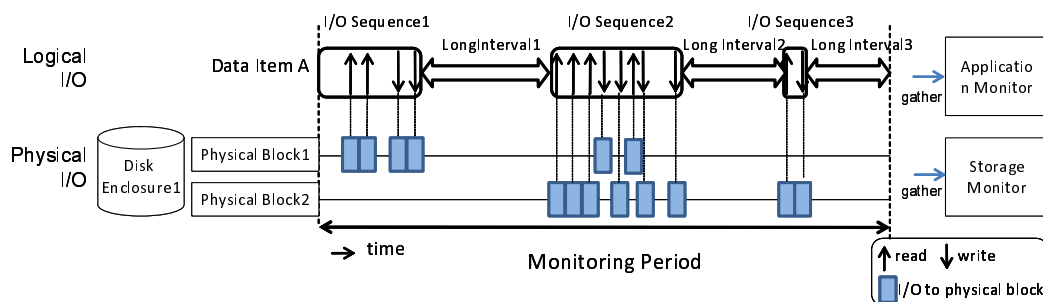 I/O Sequence1
I/O Sequence2
I/O Sequence3
Logical
I/O
Data Item A
LongInterval1
Long Interval2
Long Interval3
gather
Applicatio
n Monitor
Physical
I/O
Disk
Enclosure1
Physical Block1
Physical Block2
gather
Storage
Monitor
time
Monitoring Period
read
write
I/O to physical block